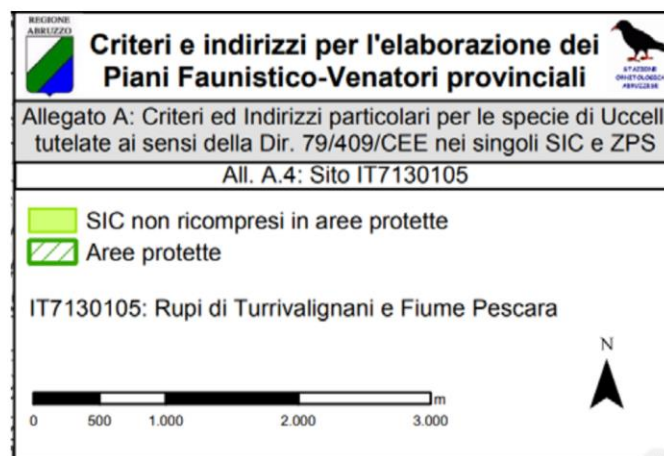 REGIONE
ABRUZZO
Criteri e indirizzi per l'elaborazione dei
Piani Faunistico-Venatori provinciali
STAZIONE
ORNITOLOGICA
ABRUZZESE
Allegato A: Criteri ed Indirizzi particolari per le specie di Uccell
tutelate ai sensi della Dir. 79/409/CEE nei singoli SIC e ZPS
All. A.4: Sito IT7130105
SIC non ricompresi in aree protette
Aree protette
IT7130105: Rupi di Turrivalignani e Fiume Pescara
N
m
0 500 1.000 2.000 3.000